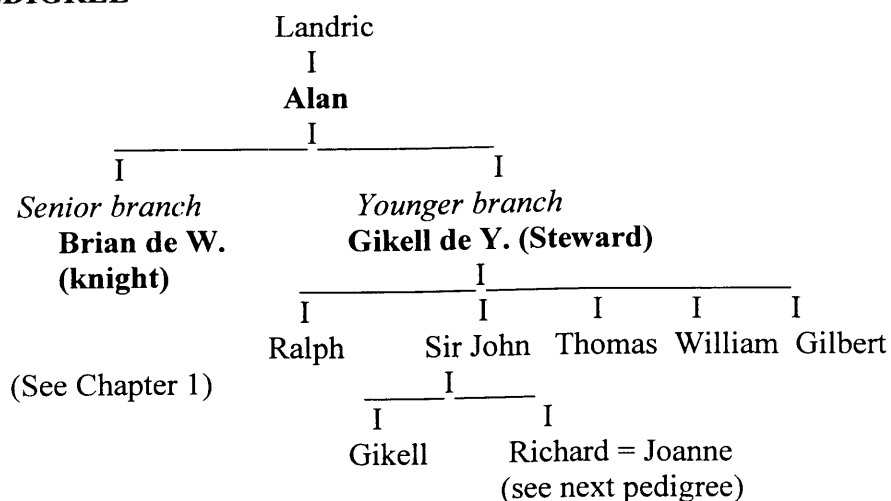 Landric
I
Alan
I
I I
Senior branch Younger branch
Brian de W. Gikell de Y. (Steward)
(knight) I
I I I I I
Ralph Sir John Thomas William Gilbert
(See Chapter 1) I
I I
Gikell Richard = Joanne
(see next pedigree)